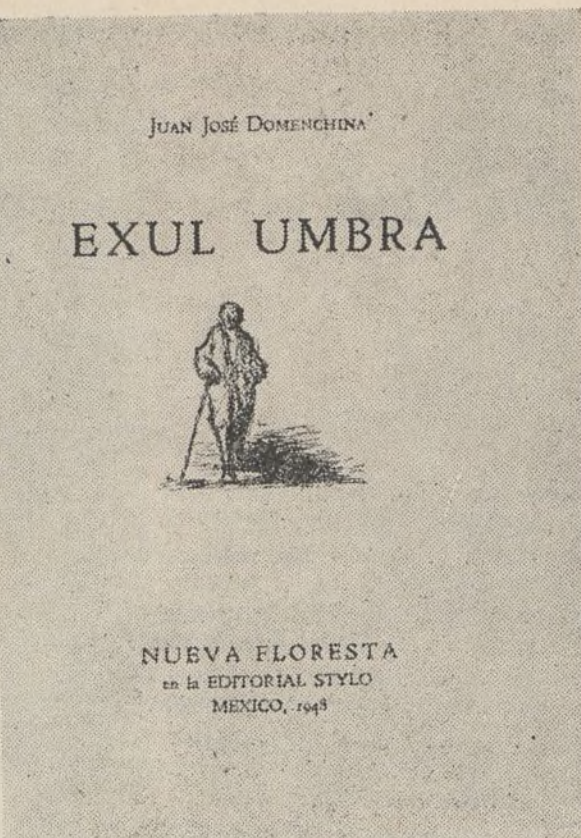 JUAN JOSÉ DOMENCHINA
EXUL UMBRA
NUEVA FLORESTA
en la EDITORIAL STYLO
MEXICO, 1948